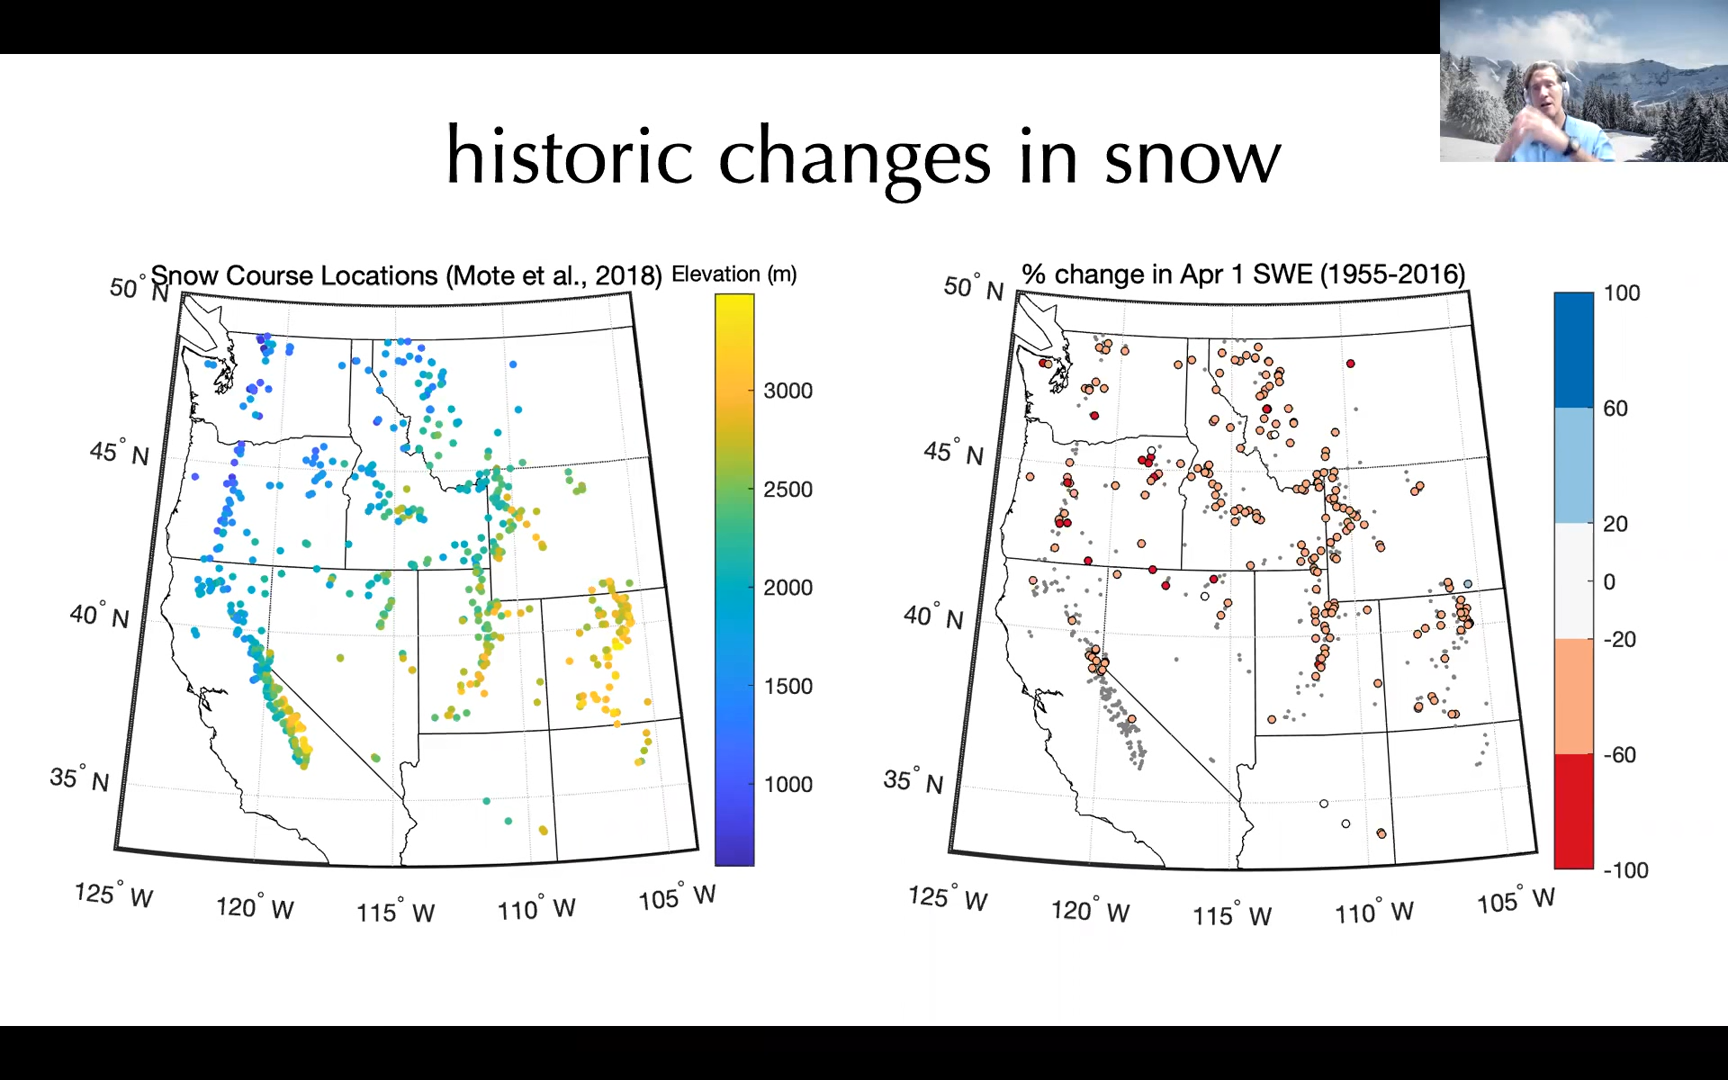 historic changes in snow
Snow Course Locations (Mote et al., 2018)
Elevation (m)
50° N
45° N
40° N
35° N
125° W
120° W
115° W
110° W
105° W
3000
2500
2000
1500
1000
% change in Apr 1 SWE (1955-2016)
50° N
45° N
40° N
35° N
125° W
120° W
115° W
110° W
105° W
100
60
20
0
-20
-60
-100